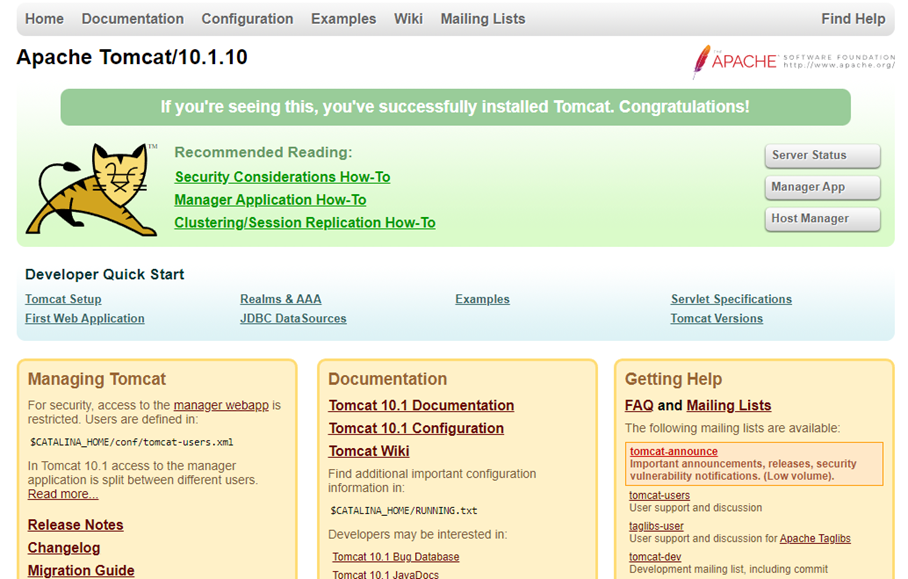 Home Documentation Configuration Examples Wiki Mailing Lists Find Help
Apache Tomcat/10.1.10
THE
APACHE™ SOFTWARE FOUNDATION
http://www.apache.org/
If you're seeing this, you've successfully installed Tomcat. Congratulations!
TM
Recommended Reading:
Security Considerations How-To
Manager Application How-To
Clustering/Session Replication How-To
Server Status
Manager App
Host Manager
Developer Quick Start
Tomcat Setup
First Web Application
Realms & AAA
JDBC DataSources
Examples
Servlet Specifications
Tomcat Versions
Managing Tomcat
For security, access to the manager webapp is
restricted. Users are defined in:
$CATALINA_HOME/conf/tomcat-users.xml
In Tomcat 10.1 access to the manager
application is split between different users.
Read more...
Release Notes
Changelog
Migration Guide
Documentation
Tomcat 10.1 Documentation
Tomcat 10.1 Configuration
Tomcat Wiki
Find additional important configuration
information in:
$CATALINA_HOME/RUNNING.txt
Developers may be interested in:
Tomcat 10.1 Bug Database
Tomcat 10.1 JavaDocs
Getting Help
FAQ and Mailing Lists
The following mailing lists are available:
tomcat-announce
Important announcements, releases, security
vulnerability notifications. (Low volume).
tomcat-users
User support and discussion
taglibs-user
User support and discussion for Apache Taglibs
tomcat-dev
Development mailing list, including commit